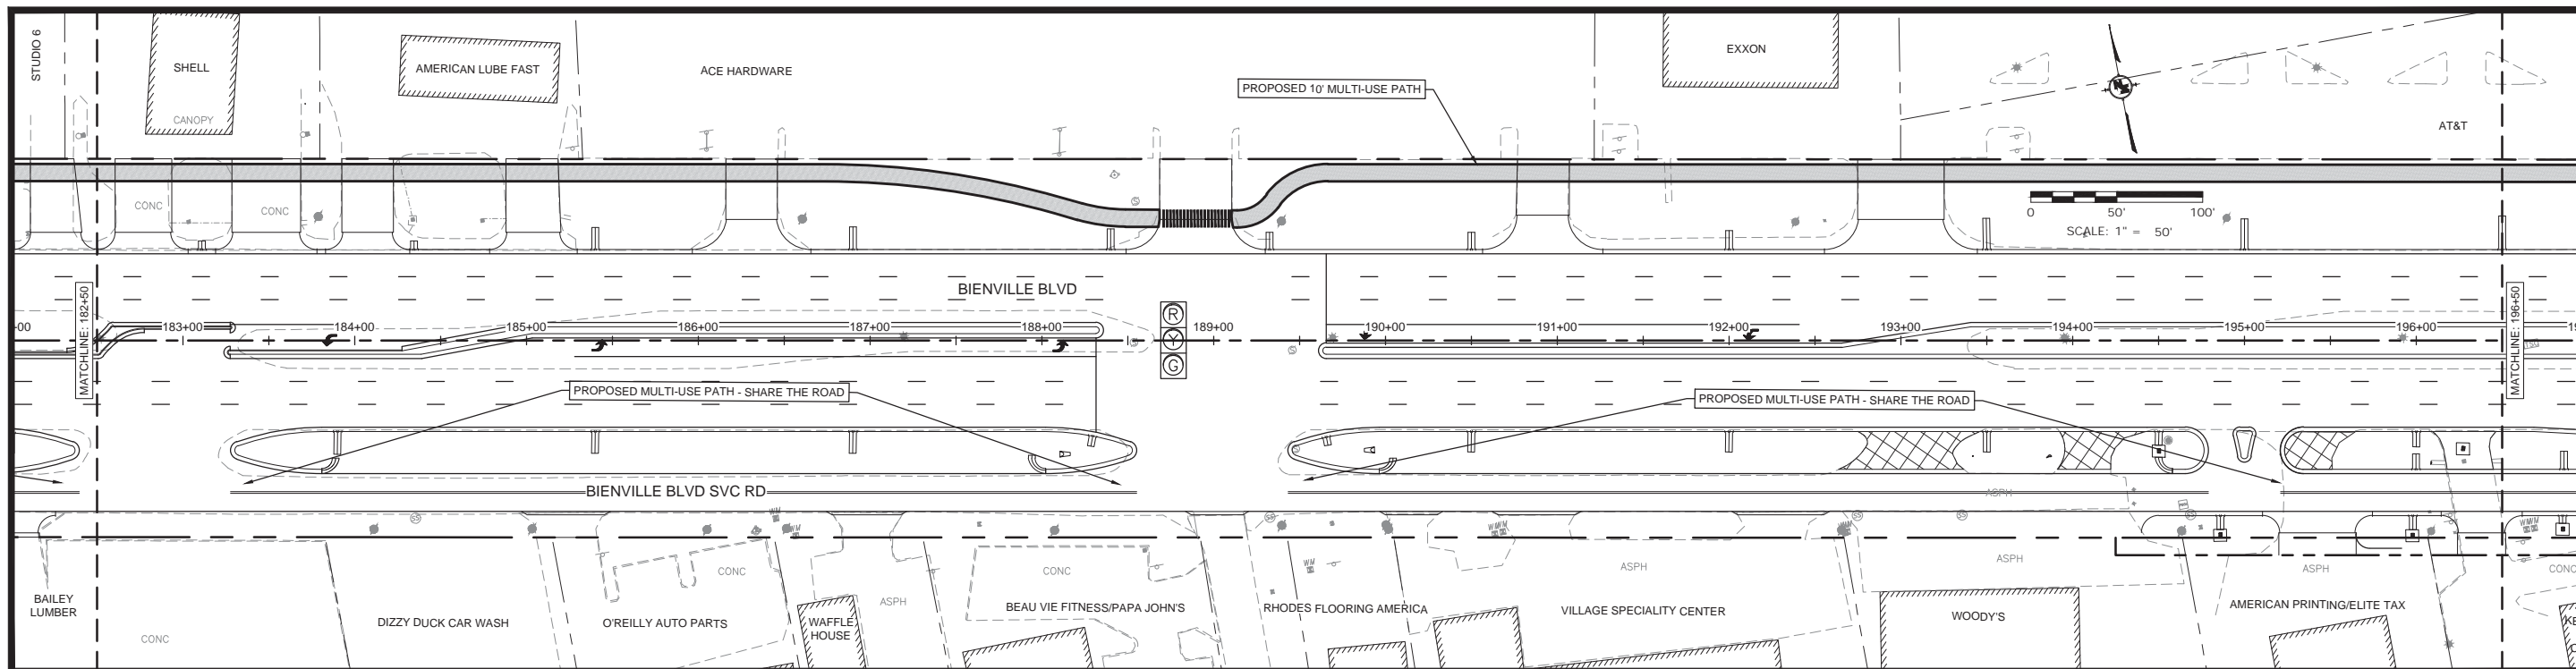 STUDIO 6
SHELL
CANOPY
AMERICAN LUBE FAST
ACE HARDWARE
PROPOSED 10' MULTI-USE PATH
EXXON
AT&T
CONC
CONC
0
50'
100'
SCALE: 1" = 50'
BIENVILLE BLVD
R
Y
G
MATCHLINE: 182+50
+00
183+00
184+00
185+00
186+00
187+00
188+00
189+00
190+00
191+00
192+00
193+00
194+00
195+00
196+00
MATCHLINE: 196+50
PROPOSED MULTI-USE PATH - SHARE THE ROAD
PROPOSED MULTI-USE PATH - SHARE THE ROAD
BIENVILLE BLVD SVC RD
ASPH
BAILEY
LUMBER
CONC
DIZZY DUCK CAR WASH
O'REILLY AUTO PARTS
CONC
WAFFLE
HOUSE
ASPH
CONC
BEAU VIE FITNESS/PAPA JOHN'S
RHODES FLOORING AMERICA
ASPH
VILLAGE SPECIALITY CENTER
ASPH
WOODY'S
ASPH
AMERICAN PRINTING/ELITE TAX
CONC